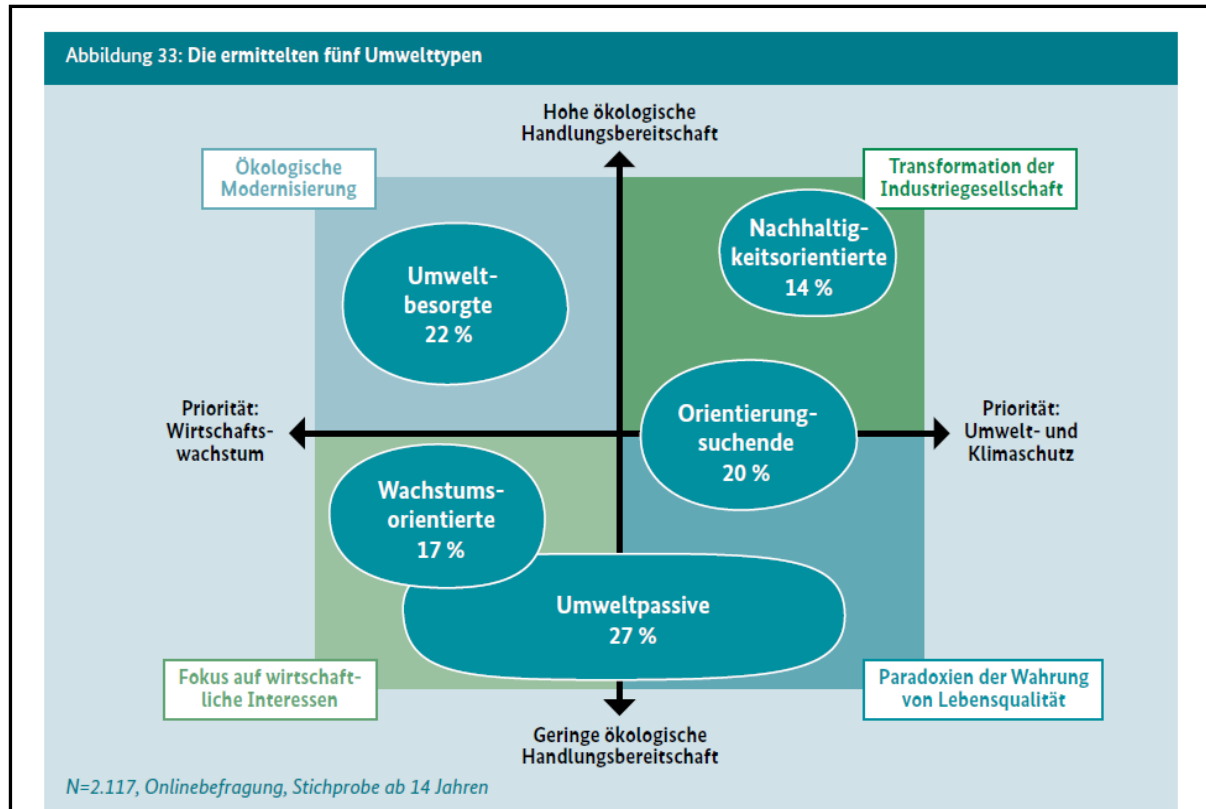 Abbildung 33: Die ermittelten fünf Umwelttypen
Hohe ökologische
Handlungsbereitschaft
Ökologische
Modernisierung
Transformation der
Industriegesellschaft
Nachhaltig-
keitsorientierte
14 %
Umwelt-
besorgte
22 %
Priorität:
Wirtschafts-
wachstum
Orientierung-
suchende
20 %
Priorität:
Umwelt- und
Klimaschutz
Wachstums-
orientierte
17 %
Umweltpassive
27 %
Fokus auf wirtschaft-
liche Interessen
Paradoxien der Wahrung
von Lebensqualität
Geringe ökologische
Handlungsbereitschaft
N=2.117, Onlinebefragung, Stichprobe ab 14 Jahren